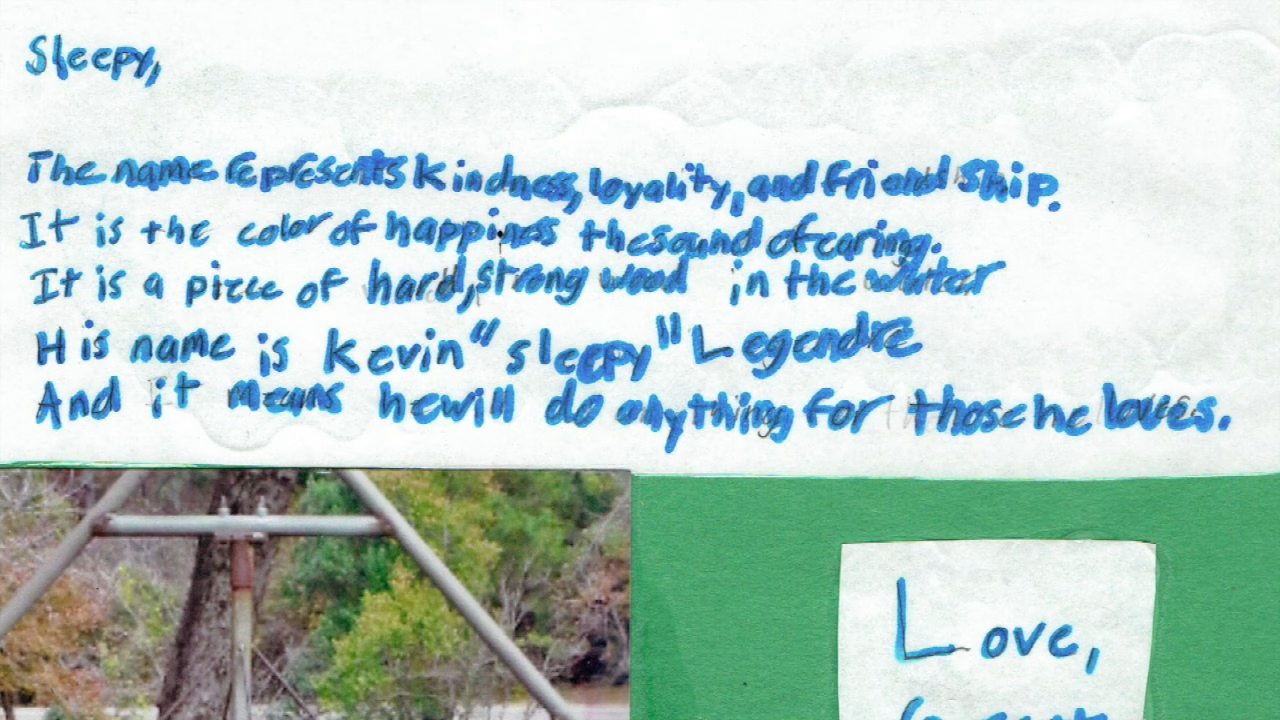 Sleepy,
The name represents kindness, loyality, and friendship.
It is the color of happiness the sound of caring.
It is a piece of hard, strong wood in the water
His name is Kevin "sleepy" Legendre
And it means he will do anything for those he loves.
Love,